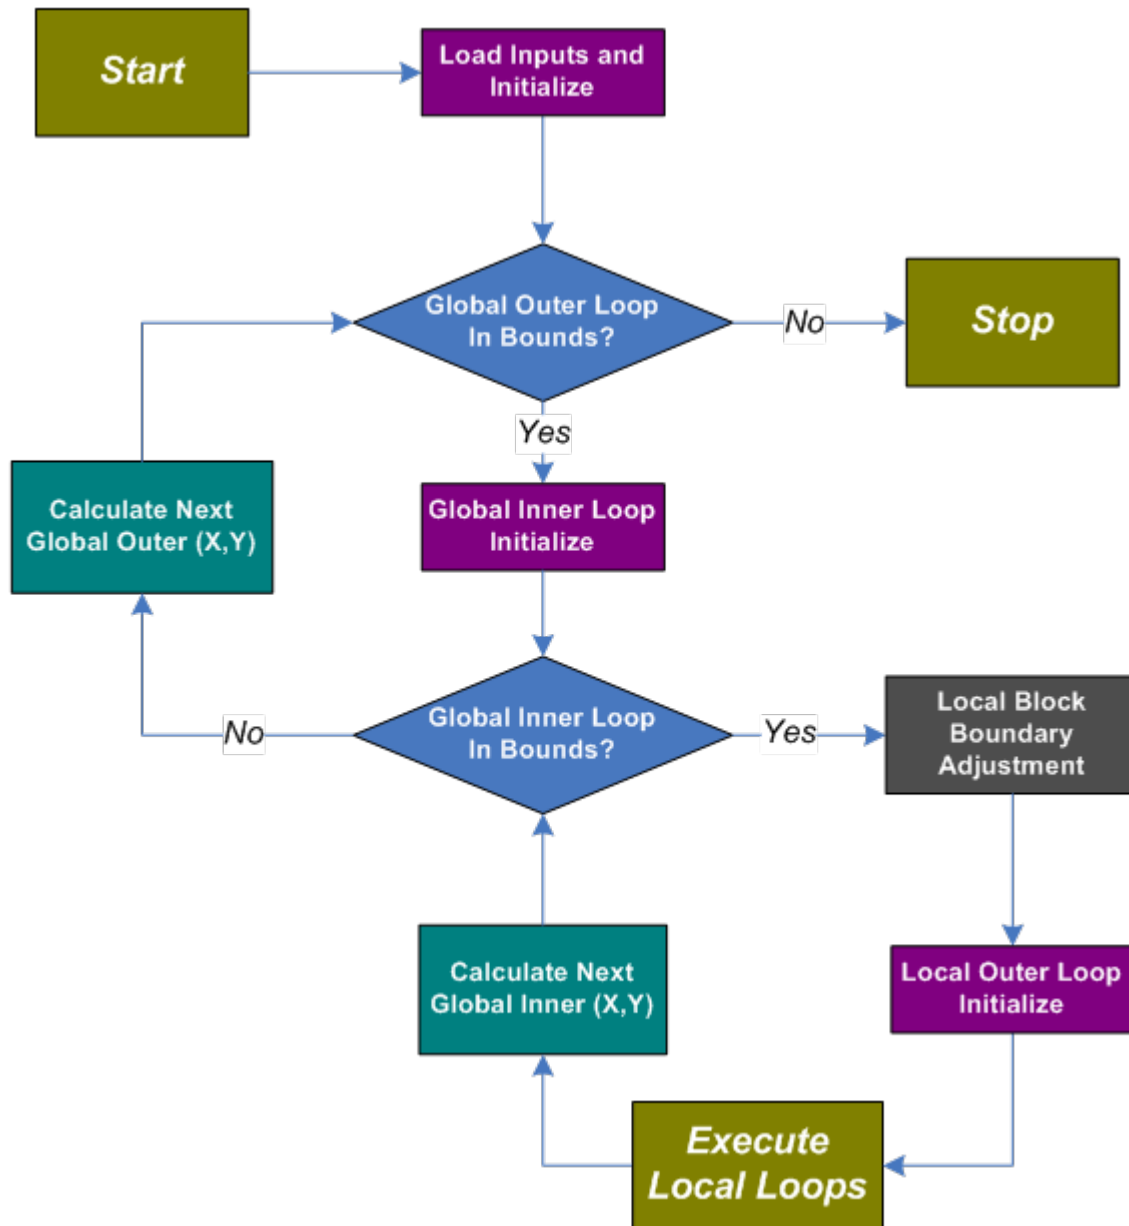 Start
Load Inputs and
Initialize
Global Outer Loop
In Bounds?
No
Stop
Yes
Calculate Next
Global Outer (X,Y)
Global Inner Loop
Initialize
Global Inner Loop
In Bounds?
No
Yes
Local Block
Boundary
Adjustment
Calculate Next
Global Inner (X,Y)
Local Outer Loop
Initialize
Execute
Local Loops